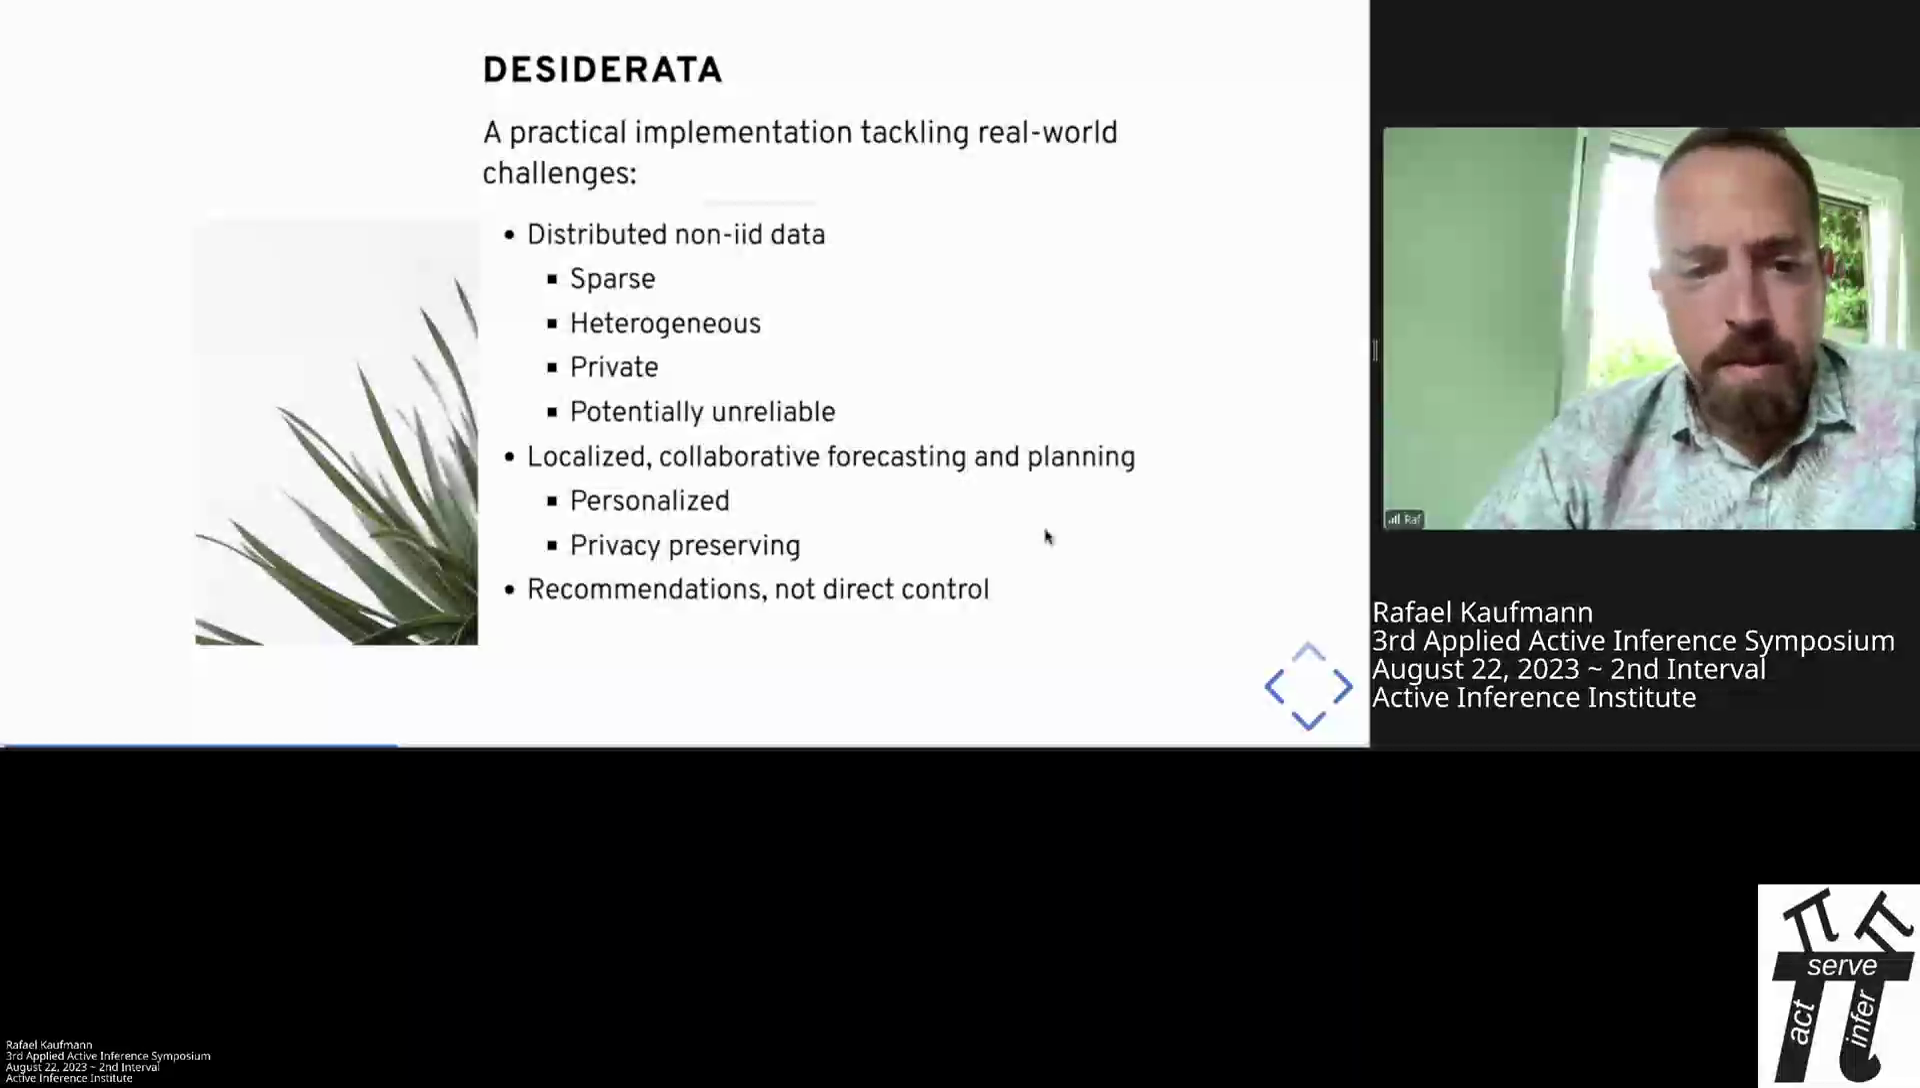 DESIDERATA
A practical implementation tackling real-world
challenges:
• Distributed non-iid data
▪ Sparse
▪ Heterogeneous
▪ Private
▪ Potentially unreliable
• Localized, collaborative forecasting and planning
▪ Personalized
▪ Privacy preserving
• Recommendations, not direct control
Raf
Rafael Kaufmann
3rd Applied Active Inference Symposium
August 22, 2023 ~ 2nd Interval
Active Inference Institute
serve
act
infer
Rafael Kaufmann
3rd Applied Active Inference Symposium
August 22, 2023 ~ 2nd Interval
Active Inference Institute